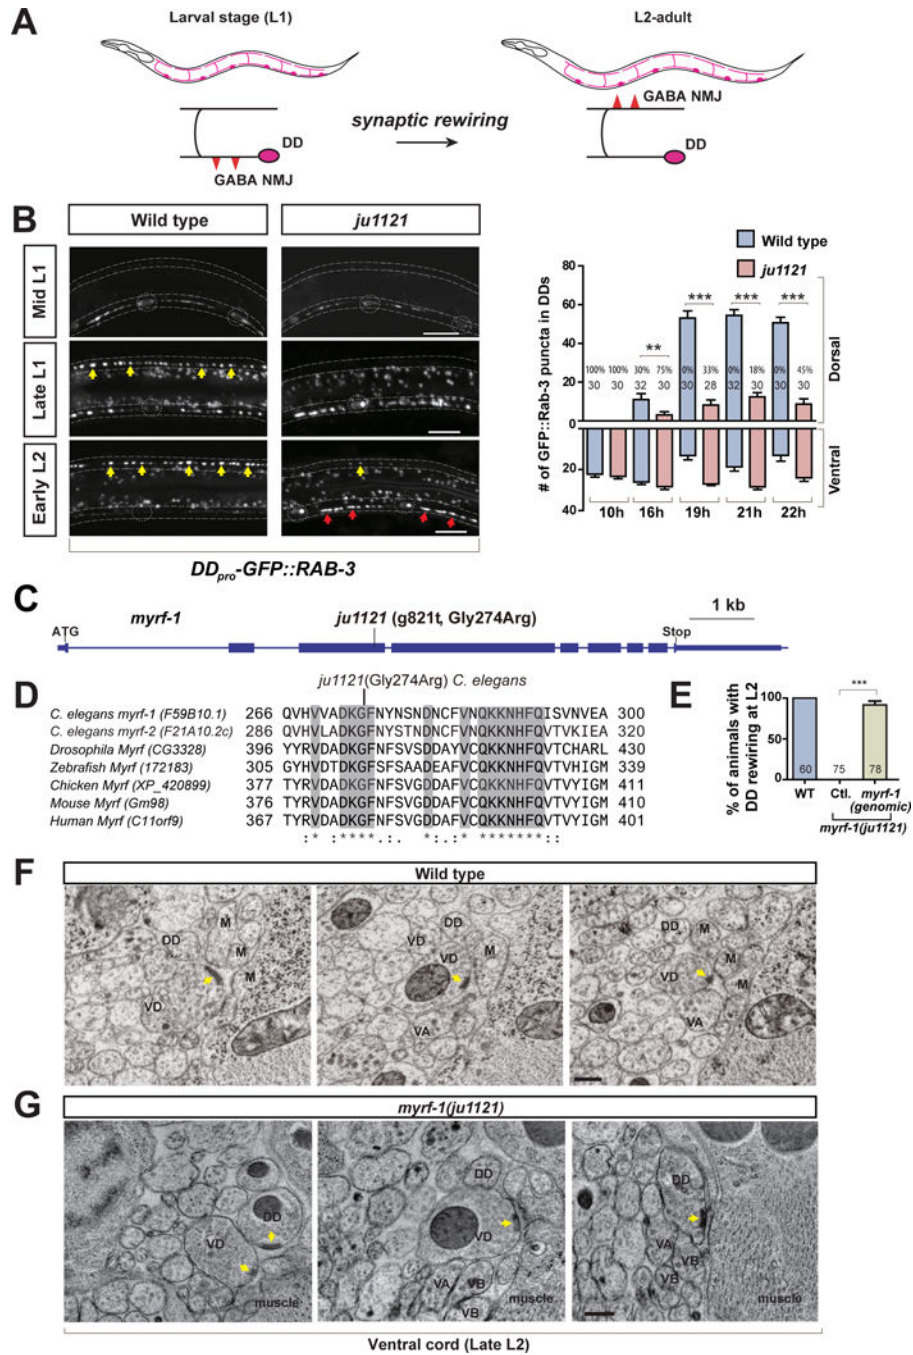 A
Larval stage (L1)
L2-adult
GABA NMJ
synaptic rewiring
DD
GABA NMJ
DD
B
Wild type
ju1121
Mid L1
Late L1
Early L2
DDpro-GFP::RAB-3
Wild type
ju1121
# of GFP::Rab-3 puncta in DDs
80
60
40
20
0
20
40
100% 100% 30% 75% 0% 33% 0% 18% 0% 45%
30 30 32 30 30 28 32 30 30 30
** *** *** ***
Dorsal
Ventral
10h 16h 19h 21h 22h
C
myrf-1
ju1121 (g821t, Gly274Arg)
1 kb
ATG
Stop
D
ju1121(Gly274Arg) C. elegans
C. elegans myrf-1 (F59B10.1) 266 QVHVVADKGFNYNSNDNCFVNQKKNHFQISVNVEA 300
C. elegans myrf-2 (F21A10.2c) 286 QVHVLADKGFNYSTNDNCFVNQKKNHFQVTVKIEA 320
Drosophila Myrf (CG3328) 396 YYRVDADKGFNFSVSDDAYVCQKKNHFQVTCHARL 430
Zebrafish Myrf (172183) 305 GYHVDTDKGFSFSAADEAFVCQKKNHFQVTVHIGM 339
Chicken Myrf (XP_420899) 377 TYRVDADKGFNFSVGDDAFVCQKKNHFQVTVYIGM 411
Mouse Myrf (Gm98) 376 TYRVDADKGFNFSVGDDAFVCQKKNHFQVTVYIGM 410
Human Myrf (C11orf9) 367 TYRVDADKGFNFSVGDDAFVCQKKNHFQVTVYIGM 401
:* ****.:. *:.:* *******::
E
% of animals with
DD rewiring at L2
100
50
0
***
60 75 78
WT Ctl. myrf-1
(genomic)
myrf-1(ju1121)
F
Wild type
DD M M M VD
DD VD M VD M VA
DD M VD M VA
G
myrf-1(ju1121)
DD VD muscle
DD VD VA VB VB muscle
DD VA VB VB muscle
Ventral cord (Late L2)